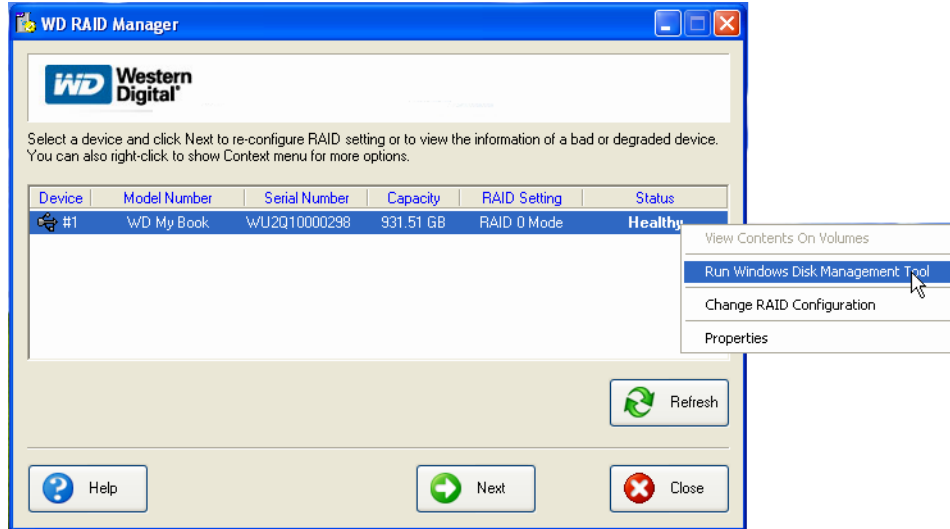 WD RAID Manager
WD Western
Digital
Select a device and click Next to re-configure RAID setting or to view the information of a bad or degraded device.
You can also right-click to show Context menu for more options.
Device Model Number Serial Number Capacity RAID Setting Status
#1 WD My Book WU2Q10000298 931.51 GB RAID 0 Mode Healthy
View Contents On Volumes
Run Windows Disk Management Tool
Change RAID Configuration
Properties
Refresh
Help Next Close